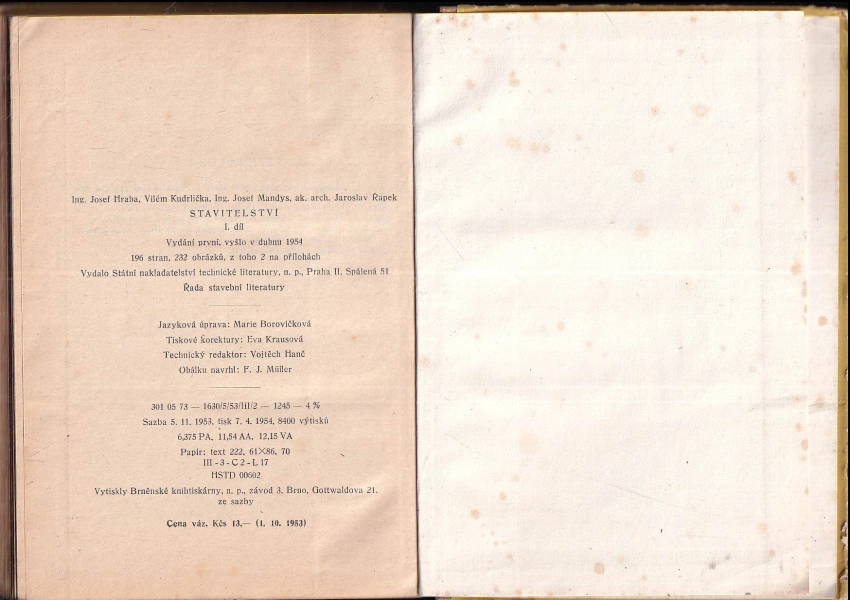 Ing. Josef Hraba, Vilém Kudrlička, Ing. Josef Mandys, ak. arch. Jaroslav Řapek
STAVITELSTVÍ
I. díl
Vydání první, vyšlo v dubnu 1954
196 stran, 232 obrázků, z toho 2 na přílohách
Vydalo Státní nakladatelství technické literatury, n. p., Praha II, Spálená 51
Řada stavební literatury
Jazyková úprava: Marie Borovičková
Tiskové korektury: Eva Krausová
Technický redaktor: Vojtěch Hanč
Obálku navrhl: F. J. Müller
301 05 73 — 1630/5/53/III/2 — 1245 — 4 %
Sazba 5. 11. 1953, tisk 7. 4. 1954, 8400 výtisků
6,375 PA, 11,54 AA, 12,15 VA
Papír: text 222, 61×86, 70
III - 3 - C 2 - L 17
HSTD 00602
Vytiskly Brněnské knihtiskárny, n. p., závod 3, Brno, Gottwaldova 21.
ze sazby
Cena váz. Kčs 13,— (1. 10. 1953)